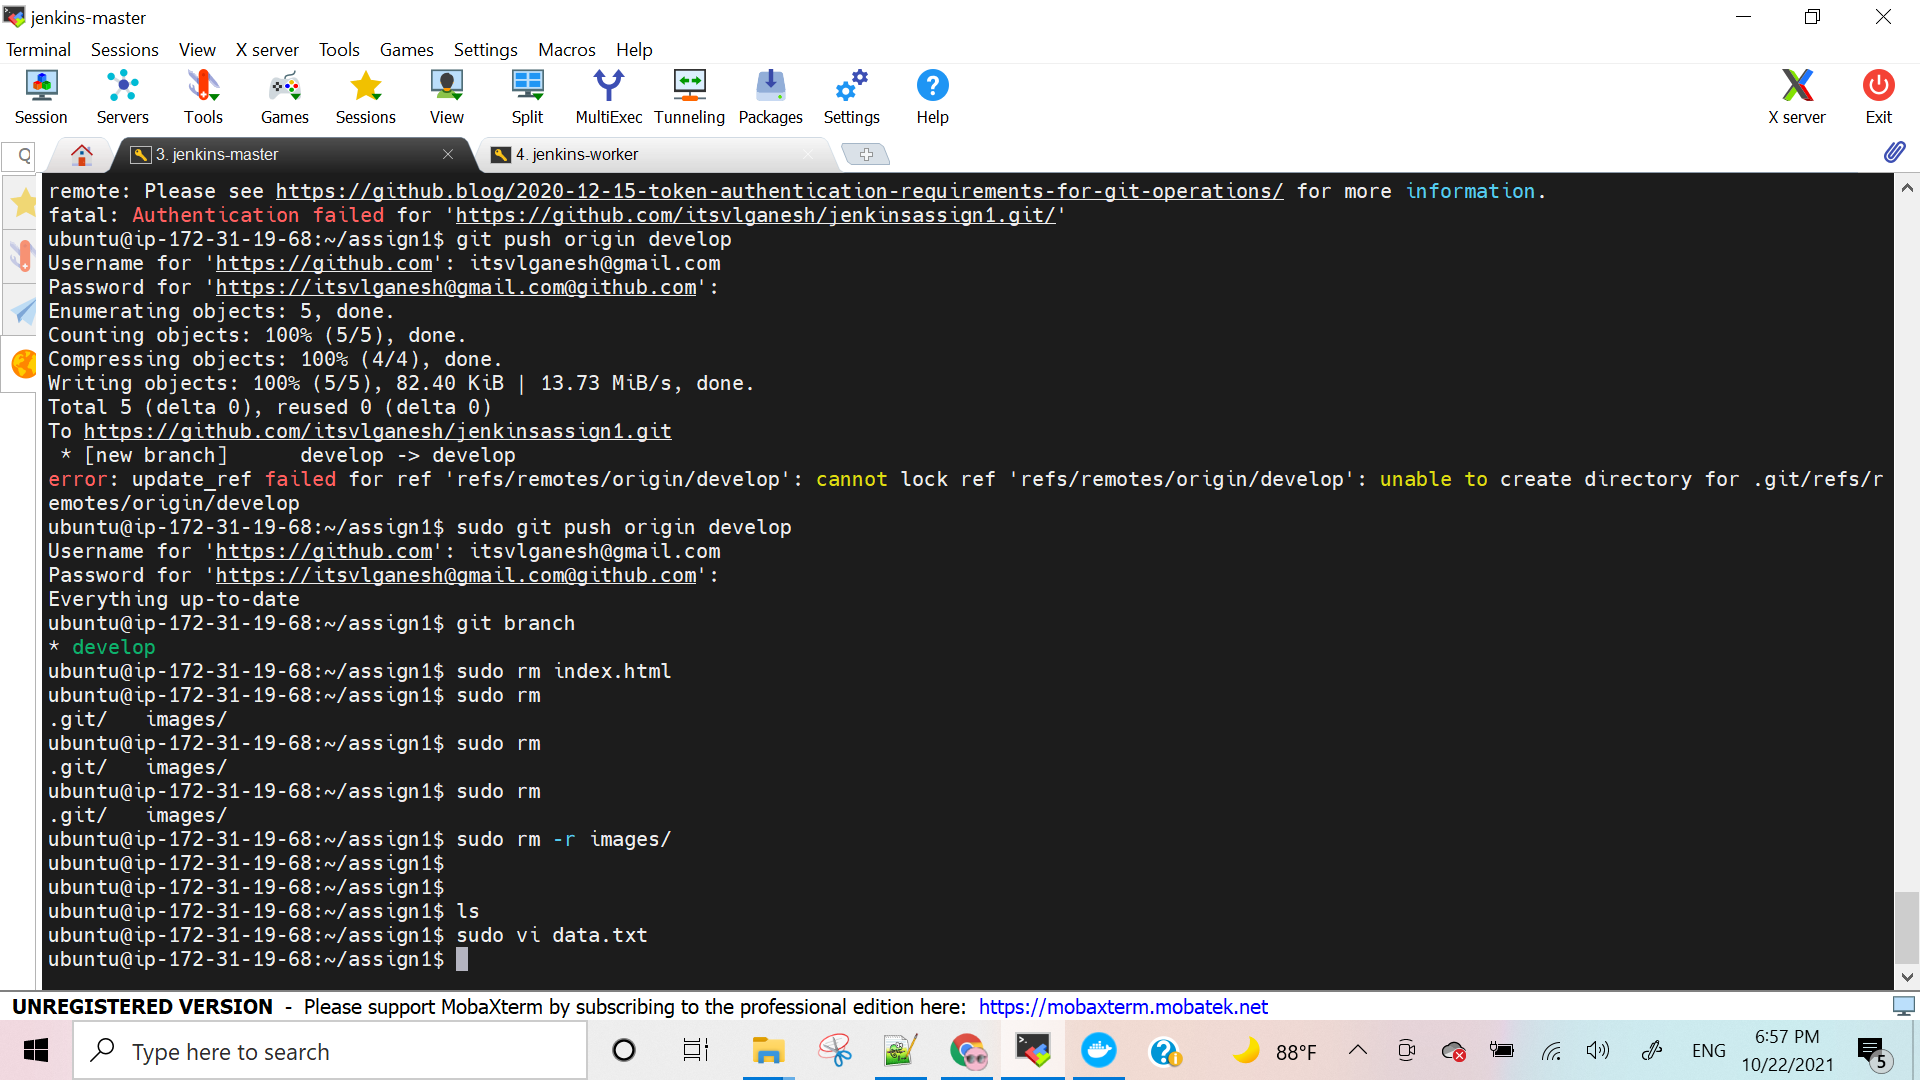 jenkins-master
Terminal Sessions View X server Tools Games Settings Macros Help
Session Servers Tools Games Sessions View Split MultiExec Tunneling Packages Settings Help X server Exit
3. jenkins-master 4. jenkins-worker
remote: Please see https://github.blog/2020-12-15-token-authentication-requirements-for-git-operations/ for more information.
fatal: Authentication failed for 'https://github.com/itsvlganesh/jenkinsassign1.git/'
ubuntu@ip-172-31-19-68:~/assign1$ git push origin develop
Username for 'https://github.com': itsvlganesh@gmail.com
Password for 'https://itsvlganesh@gmail.com@github.com':
Enumerating objects: 5, done.
Counting objects: 100% (5/5), done.
Compressing objects: 100% (4/4), done.
Writing objects: 100% (5/5), 82.40 KiB | 13.73 MiB/s, done.
Total 5 (delta 0), reused 0 (delta 0)
To https://github.com/itsvlganesh/jenkinsassign1.git
* [new branch] develop -> develop
error: update_ref failed for ref 'refs/remotes/origin/develop': cannot lock ref 'refs/remotes/origin/develop': unable to create directory for .git/refs/r
emotes/origin/develop
ubuntu@ip-172-31-19-68:~/assign1$ sudo git push origin develop
Username for 'https://github.com': itsvlganesh@gmail.com
Password for 'https://itsvlganesh@gmail.com@github.com':
Everything up-to-date
ubuntu@ip-172-31-19-68:~/assign1$ git branch
* develop
ubuntu@ip-172-31-19-68:~/assign1$ sudo rm index.html
ubuntu@ip-172-31-19-68:~/assign1$ sudo rm
.git/ images/
ubuntu@ip-172-31-19-68:~/assign1$ sudo rm
.git/ images/
ubuntu@ip-172-31-19-68:~/assign1$ sudo rm
.git/ images/
ubuntu@ip-172-31-19-68:~/assign1$ sudo rm -r images/
ubuntu@ip-172-31-19-68:~/assign1$
ubuntu@ip-172-31-19-68:~/assign1$
ubuntu@ip-172-31-19-68:~/assign1$ ls
ubuntu@ip-172-31-19-68:~/assign1$ sudo vi data.txt
ubuntu@ip-172-31-19-68:~/assign1$
UNREGISTERED VERSION - Please support MobaXterm by subscribing to the professional edition here: https://mobaxterm.mobatek.net
Type here to search
88°F
ENG
6:57 PM
10/22/2021
5